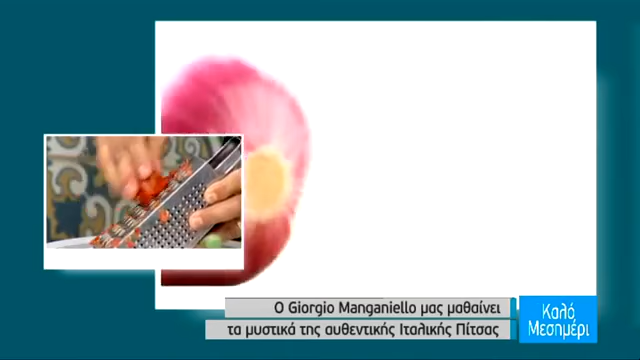 Ο Giorgio Manganiello μας μαθαίνει
τα μυστικά της αυθεντικής Ιταλικής Πίτσας
Καλό
Μεσημέρι